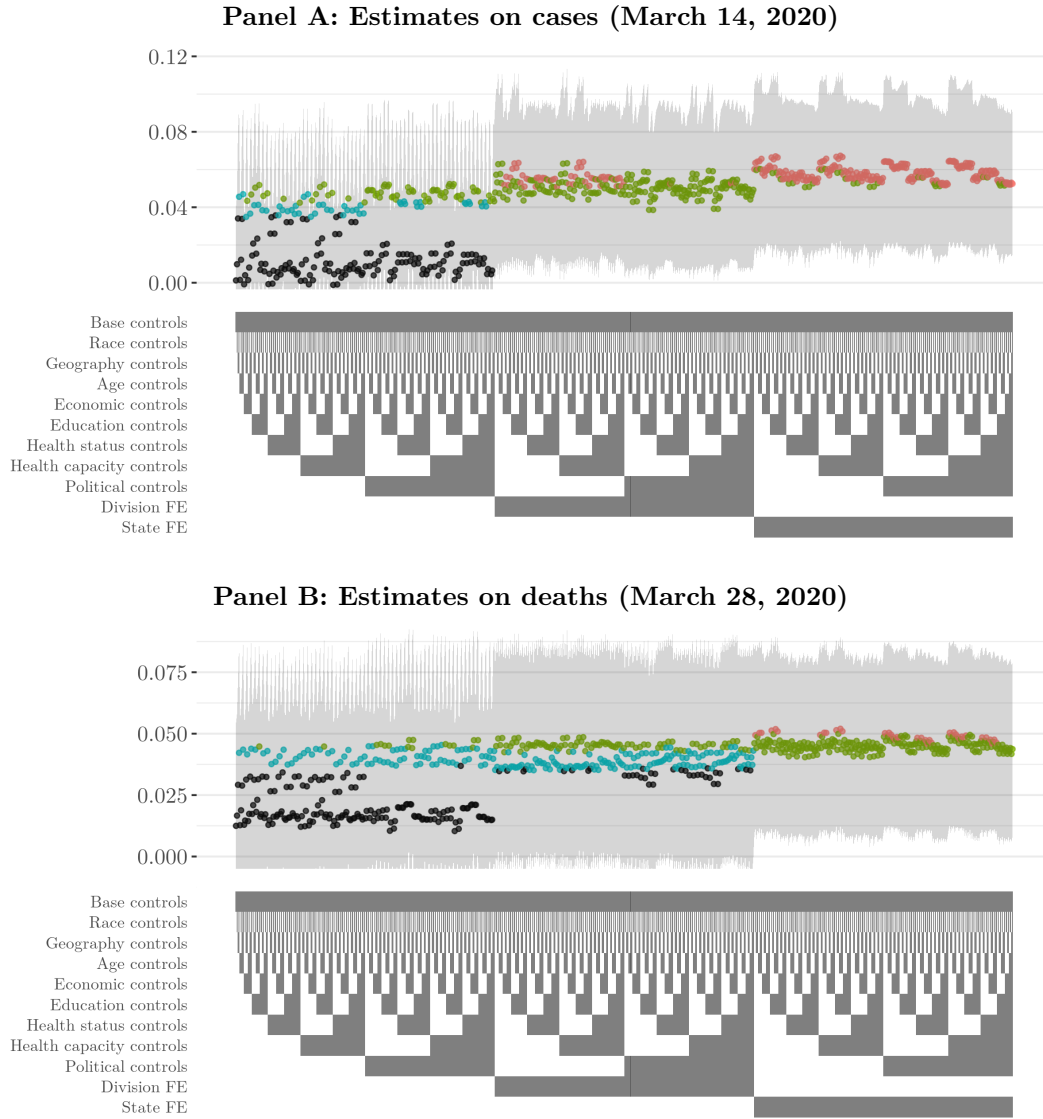 Panel A: Estimates on cases (March 14, 2020)
0.12
0.08
0.04
0.00
Base controls
Race controls
Geography controls
Age controls
Economic controls
Education controls
Health status controls
Health capacity controls
Political controls
Division FE
State FE
Panel B: Estimates on deaths (March 28, 2020)
0.075
0.050
0.025
0.000
Base controls
Race controls
Geography controls
Age controls
Economic controls
Education controls
Health status controls
Health capacity controls
Political controls
Division FE
State FE